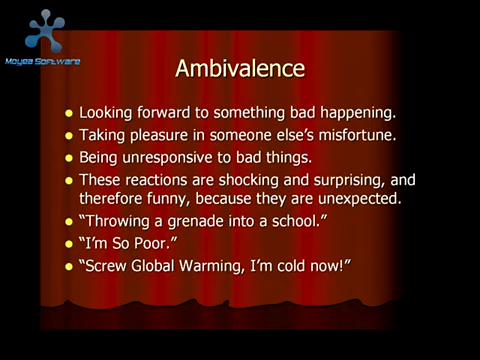 Moyea Software
Ambivalence
Looking forward to something bad happening.
Taking pleasure in someone else's misfortune.
Being unresponsive to bad things.
These reactions are shocking and surprising, and
therefore funny, because they are unexpected.
“Throwing a grenade into a school.”
“I'm So Poor.”
“Screw Global Warming, I'm cold now!”